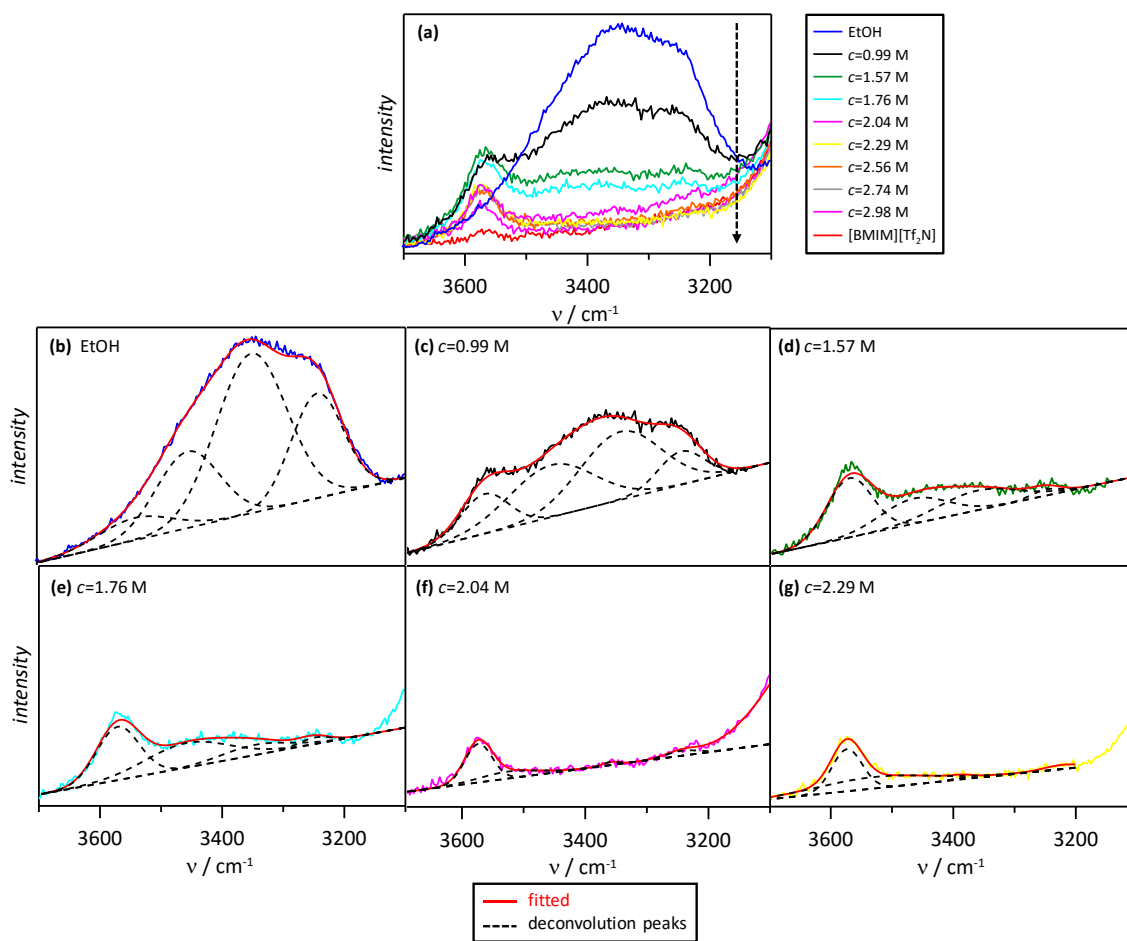 (a)
intensity
3600
3400
3200
ν / cm-1
EtOH
c=0.99 M
c=1.57 M
c=1.76 M
c=2.04 M
c=2.29 M
c=2.56 M
c=2.74 M
c=2.98 M
[BMIM][Tf2N]
(b) EtOH
(c) c=0.99 M
(d) c=1.57 M
intensity
(e) c=1.76 M
(f) c=2.04 M
(g) c=2.29 M
intensity
3600
3400
3200
3600
3400
3200
3600
3400
3200
ν / cm-1
ν / cm-1
ν / cm-1
fitted
deconvolution peaks